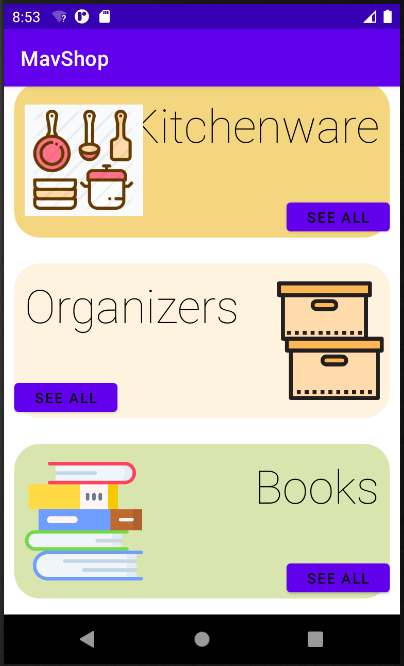 8:53
MavShop
Kitchenware
SEE ALL
Organizers
SEE ALL
Books
SEE ALL